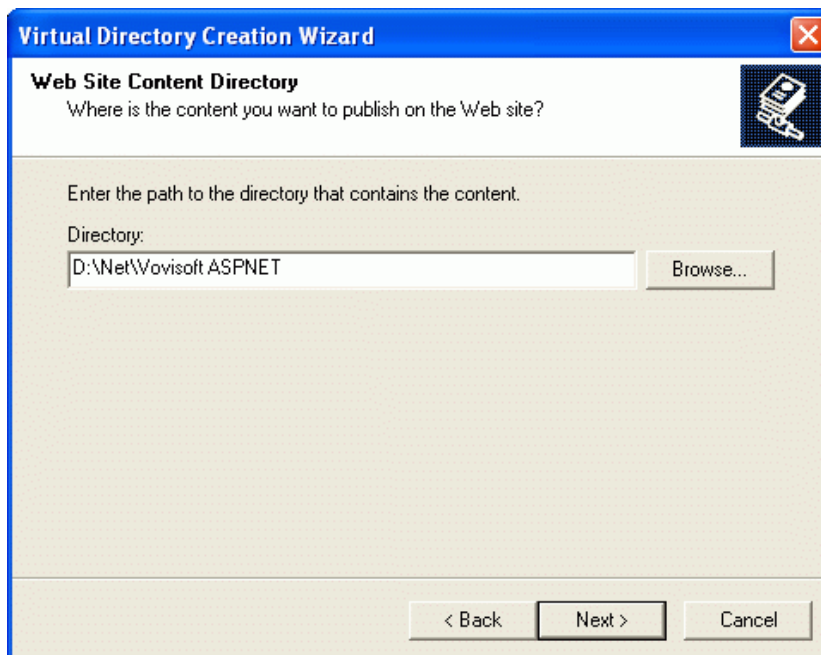 Virtual Directory Creation Wizard
Web Site Content Directory
Where is the content you want to publish on the Web site?
Enter the path to the directory that contains the content.
Directory:
D:\Net\Vovisoft ASPNET
Browse...
< Back
Next >
Cancel